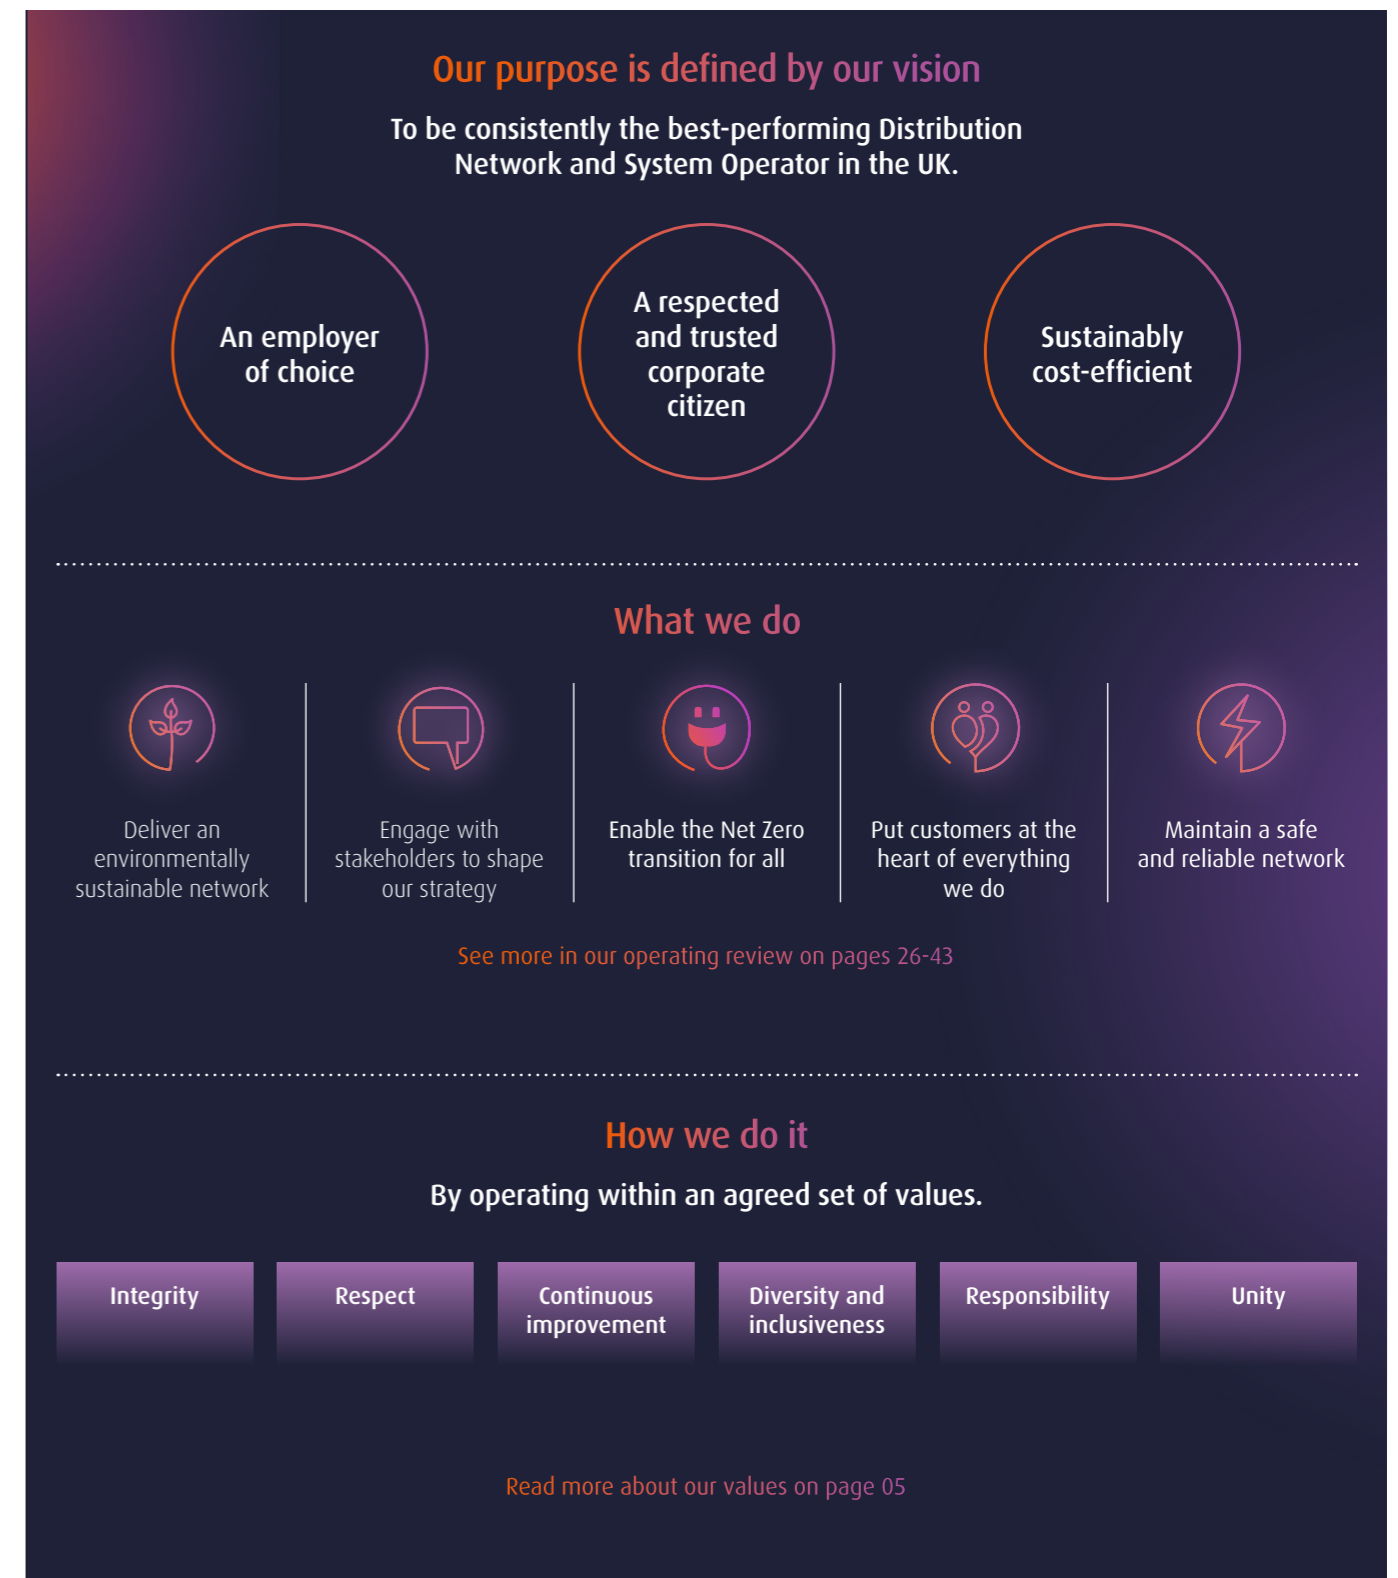 Our purpose is defined by our vision
To be consistently the best-performing Distribution
Network and System Operator in the UK.
An employer
of choice
A respected
and trusted
corporate
citizen
Sustainably
cost-efficient
What we do
Deliver an
environmentally
sustainable network
Engage with
stakeholders to shape
our strategy
Enable the Net Zero
transition for all
Put customers at the
heart of everything
we do
Maintain a safe
and reliable network
See more in our operating review on pages 26-43
How we do it
By operating within an agreed set of values.
Integrity
Respect
Continuous
improvement
Diversity and
inclusiveness
Responsibility
Unity
Read more about our values on page 05